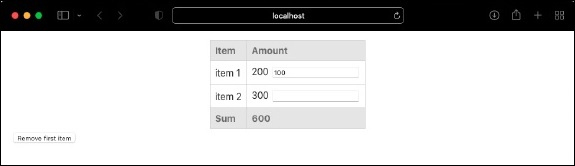 localhost
Item Amount
item 1 200 100
item 2 300
Sum 600
Remove first item